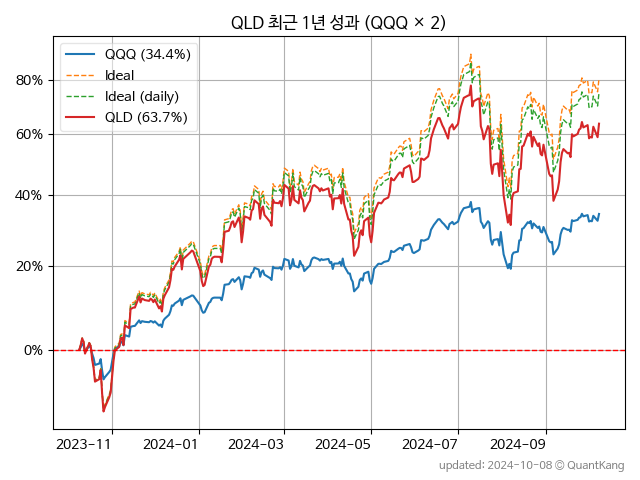 QLD 최근 1년 성과 (QQQ × 2)
QQQ (34.4%)
Ideal
Ideal (daily)
QLD (63.7%)
80%
60%
40%
20%
0%
2023-11 2024-01 2024-03 2024-05 2024-07 2024-09
updated: 2024-10-08 © QuantKang